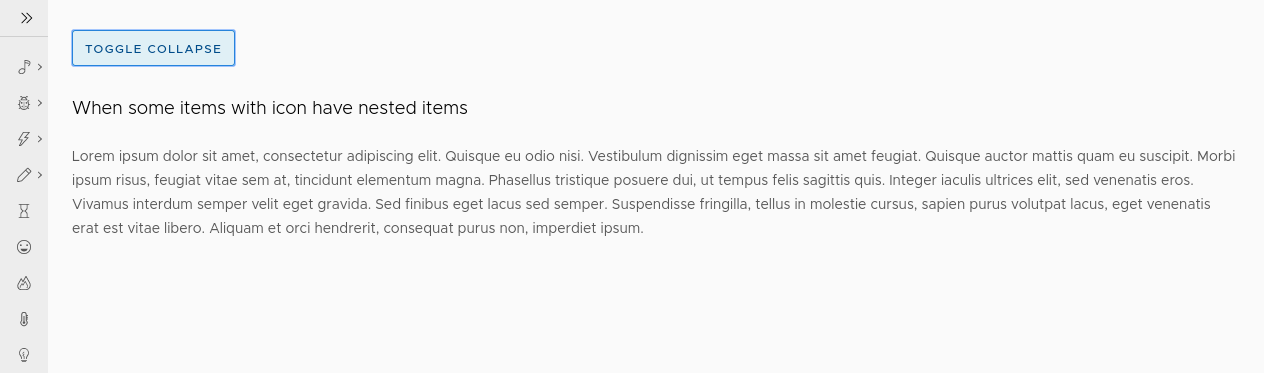 TOGGLE COLLAPSE
When some items with icon have nested items
Lorem ipsum dolor sit amet, consectetur adipiscing elit. Quisque eu odio nisi. Vestibulum dignissim eget massa sit amet feugiat. Quisque auctor mattis quam eu suscipit. Morbi
ipsum risus, feugiat vitae sem at, tincidunt elementum magna. Phasellus tristique posuere dui, ut tempus felis sagittis quis. Integer iaculis ultrices elit, sed venenatis eros.
Vivamus interdum semper velit eget gravida. Sed finibus eget lacus sed semper. Suspendisse fringilla, tellus in molestie cursus, sapien purus volutpat lacus, eget venenatis
erat est vitae libero. Aliquam et orci hendrerit, consequat purus non, imperdiet ipsum.